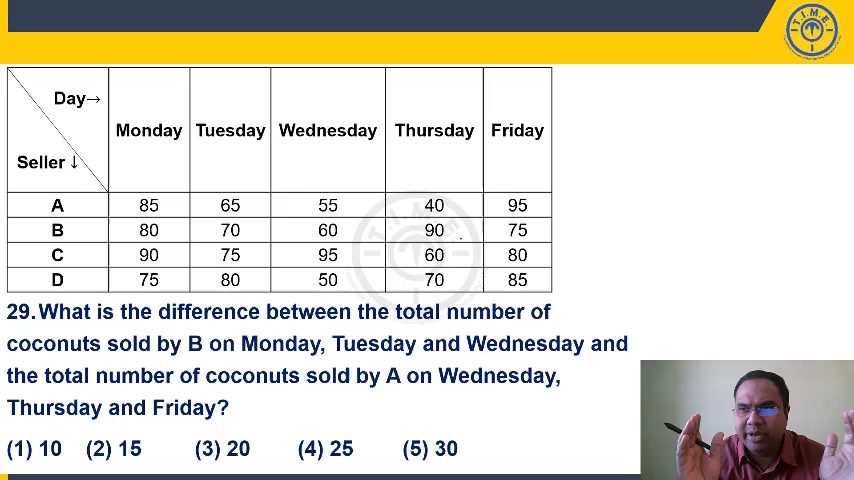 T.I.M.E.
Day→
Seller ↓
Monday Tuesday Wednesday Thursday Friday
A 85 65 55 40 95
B 80 70 60 90 75
C 90 75 95 60 80
D 75 80 50 70 85
29. What is the difference between the total number of
coconuts sold by B on Monday, Tuesday and Wednesday and
the total number of coconuts sold by A on Wednesday,
Thursday and Friday?
(1) 10 (2) 15 (3) 20 (4) 25 (5) 30